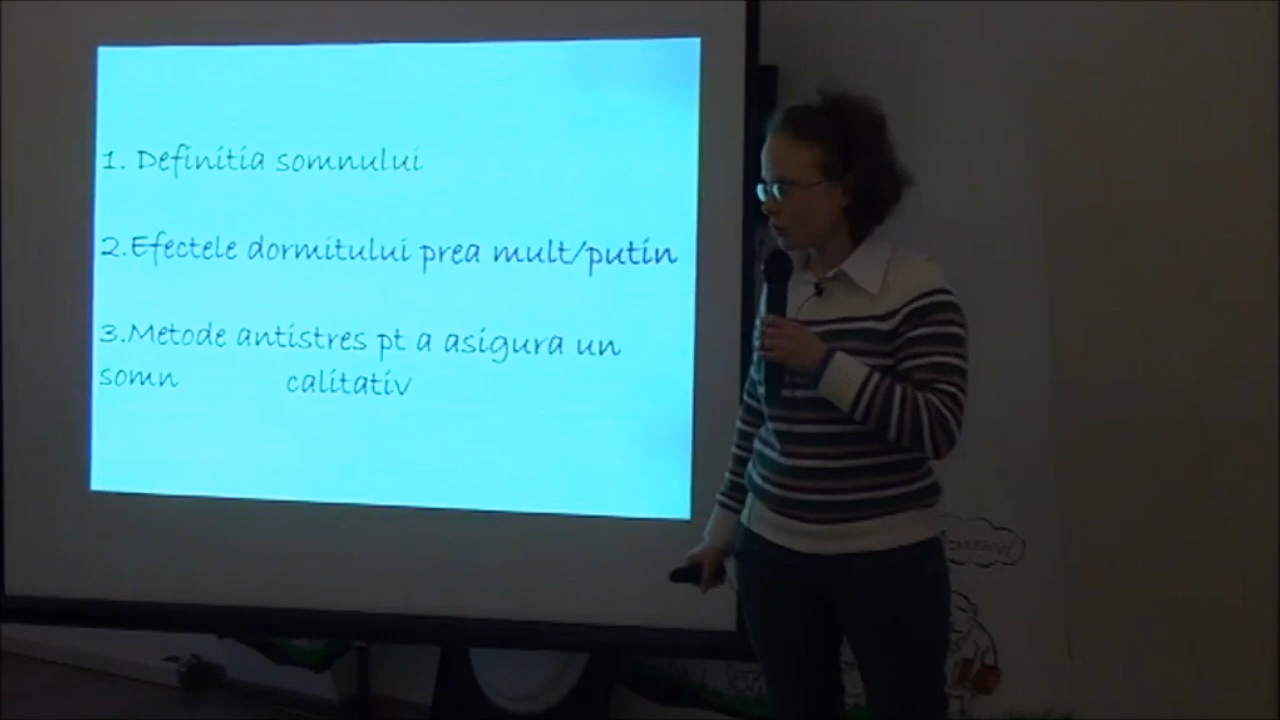 1. Definitia somnului
2.Efectele dormitului prea mult/putin
3.Metode antistres pt a asigura un
somn calitativ